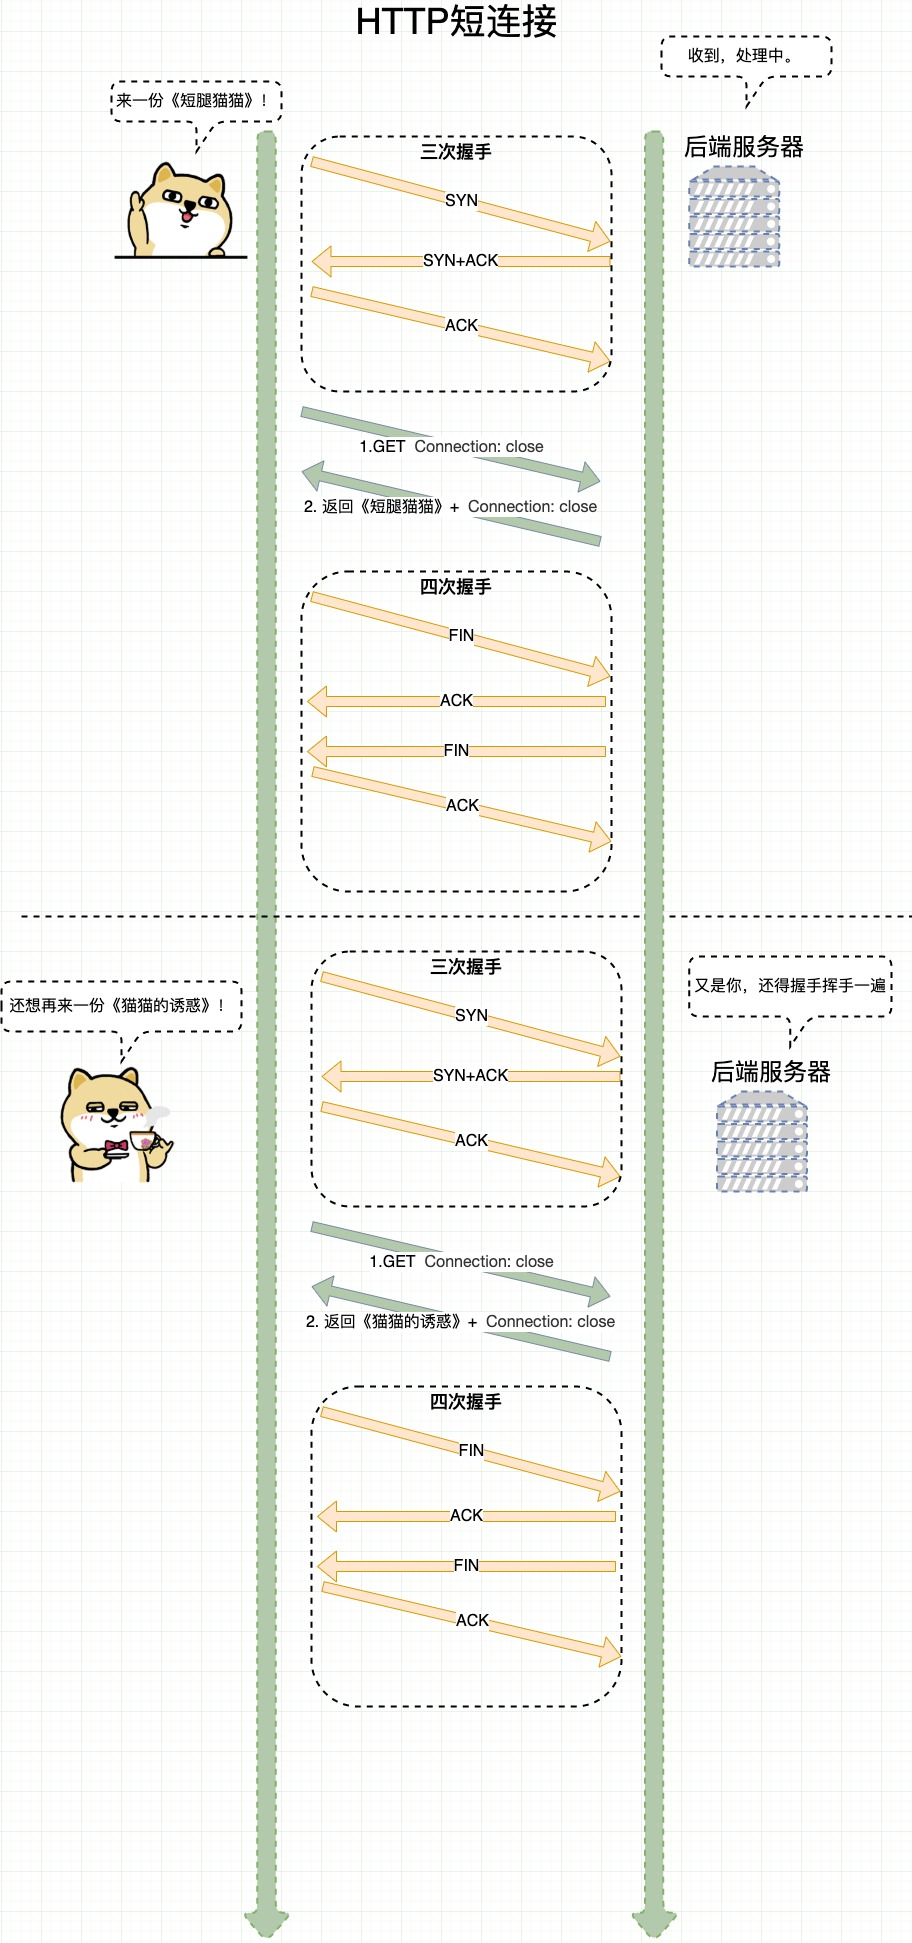 HTTP短连接
收到，处理中。
来一份《短腿猫猫》！
后端服务器
三次握手
SYN
SYN+ACK
ACK
1.GET Connection: close
2. 返回《短腿猫猫》+ Connection: close
四次握手
FIN
ACK
FIN
ACK
还想再来一份《猫猫的诱惑》！
又是你，还得握手挥手一遍
后端服务器
三次握手
SYN
SYN+ACK
ACK
1.GET Connection: close
2. 返回《猫猫的诱惑》+ Connection: close
四次握手
FIN
ACK
FIN
ACK